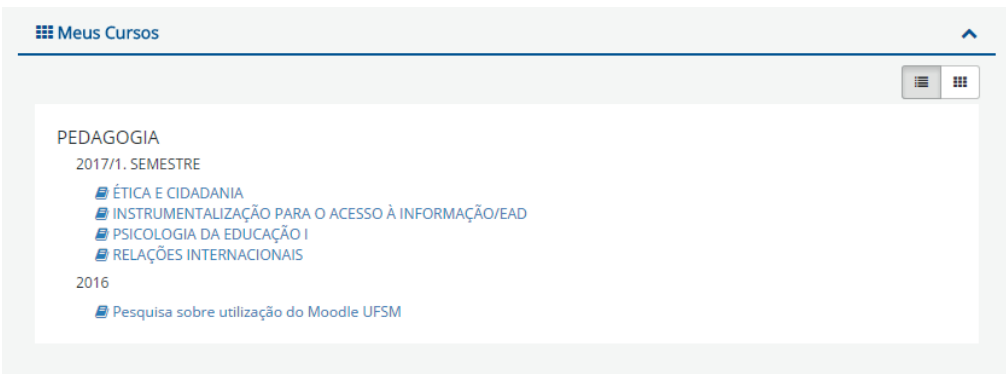 Meus Cursos
PEDAGOGIA
2017/1. SEMESTRE
ÉTICA E CIDADANIA
INSTRUMENTALIZAÇÃO PARA O ACESSO À INFORMAÇÃO/EAD
PSICOLOGIA DA EDUCAÇÃO I
RELAÇÕES INTERNACIONAIS
2016
Pesquisa sobre utilização do Moodle UFSM